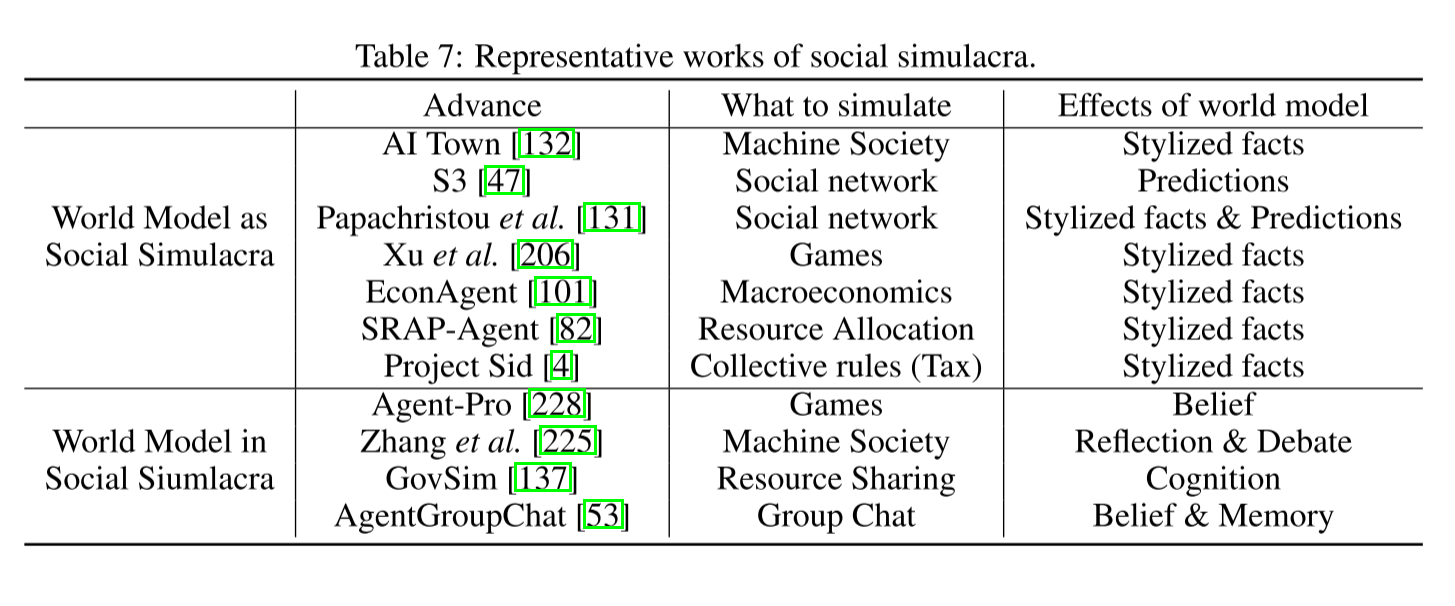 Table 7: Representative works of social simulacra.
Advance What to simulate Effects of world model
AI Town [132] Machine Society Stylized facts
S3 [47] Social network Predictions
World Model as Papachristou et al. [131] Social network Stylized facts & Predictions
Social Simulacra Xu et al. [206] Games Stylized facts
EconAgent [101] Macroeconomics Stylized facts
SRAP-Agent [82] Resource Allocation Stylized facts
Project Sid [4] Collective rules (Tax) Stylized facts
Agent-Pro [228] Games Belief
World Model in Zhang et al. [225] Machine Society Reflection & Debate
Social Siumlacra GovSim [137] Resource Sharing Cognition
AgentGroupChat [53] Group Chat Belief & Memory